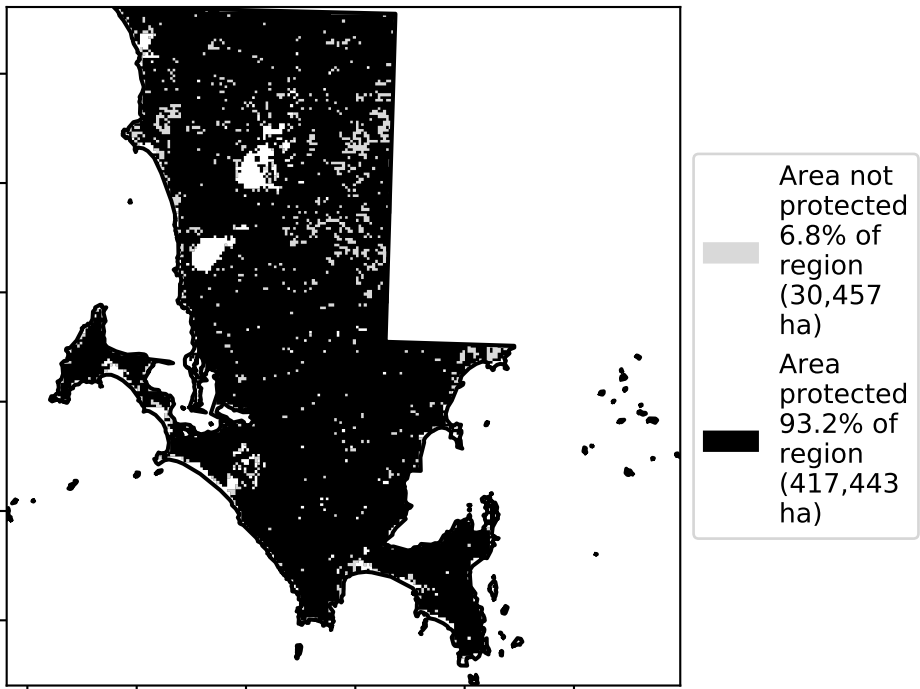 Area not
protected
6.8% of
region
(30,457
ha)
Area
protected
93.2% of
region
(417,443
ha)